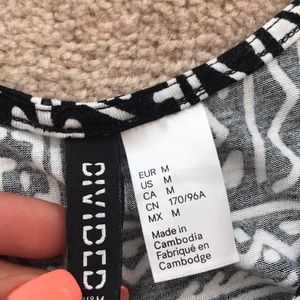 DIVIDED
H&M
EUR M
US M
CA M
CN 170/96A
MX M
Made in
Cambodia
Fabriqué en
Cambodge